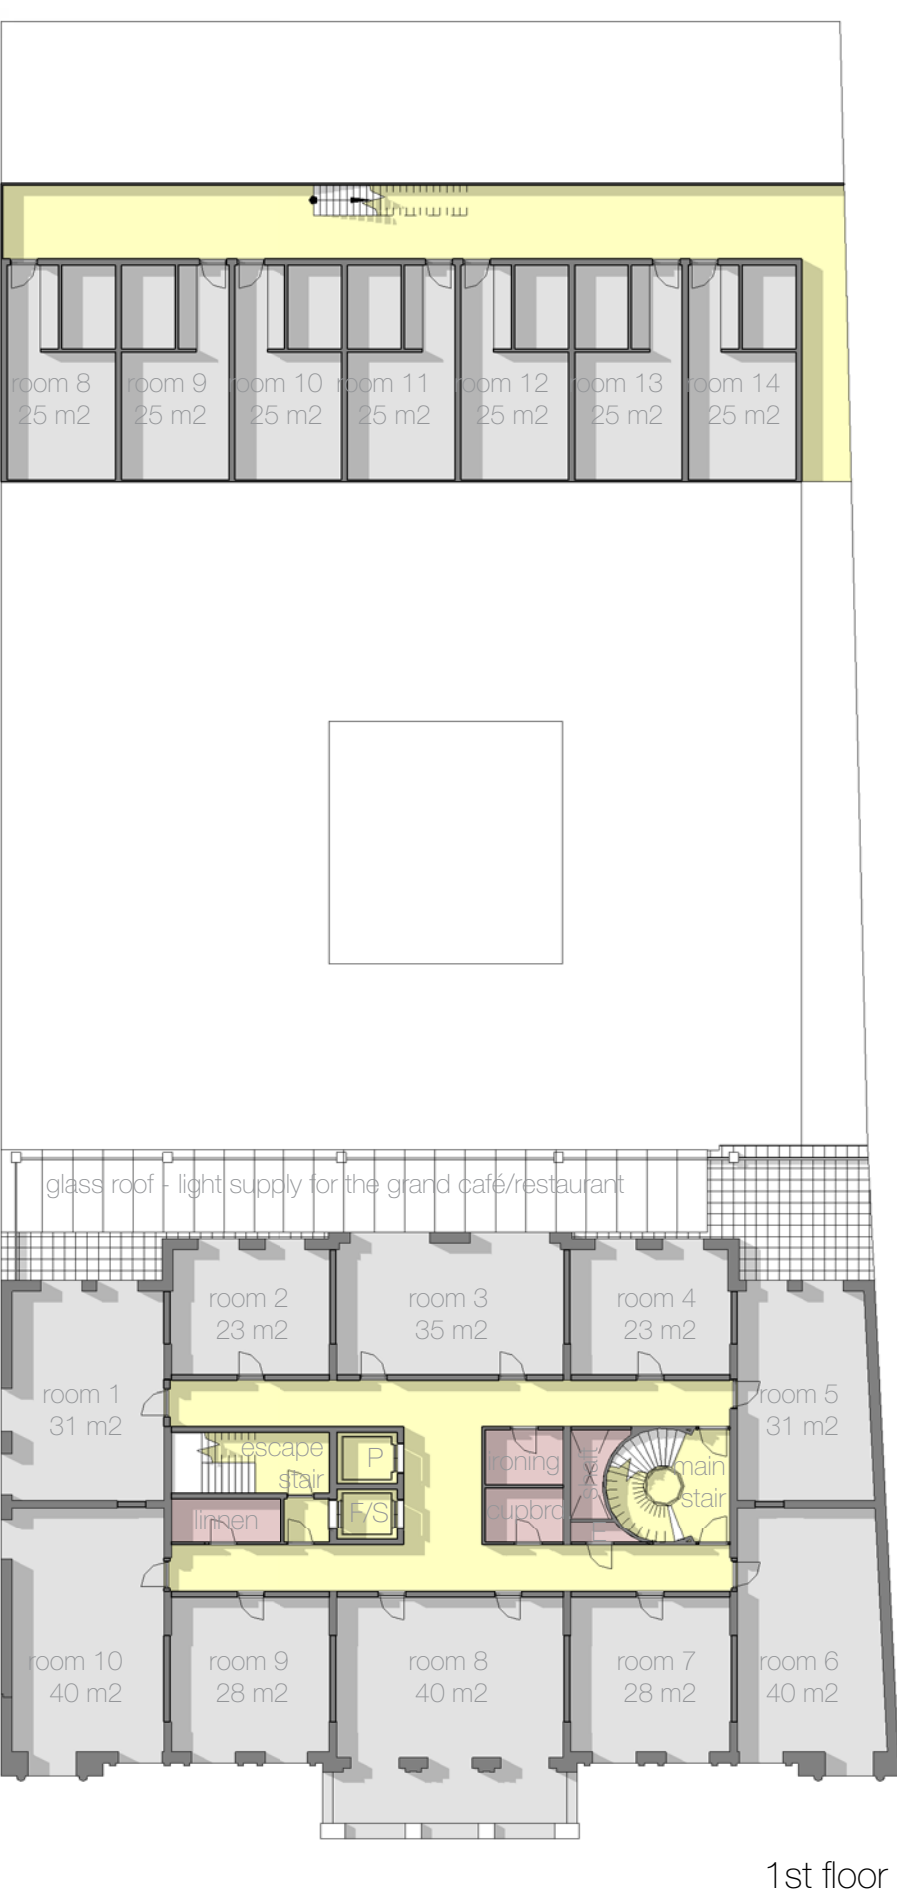 room 8 room 9 room 10 room 11 room 12 room 13 room 14
25 m2 25 m2 25 m2 25 m2 25 m2 25 m2 25 m2
glass roof - light supply for the grand café/restaurant
room 2 room 3 room 4
23 m2 35 m2 23 m2
room 1 room 5
31 m2 31 m2
escape
stair
P
F/S
linnen
ironing
cupbrd
main
stair
room 10 room 9 room 8 room 7 room 6
40 m2 28 m2 40 m2 28 m2 40 m2
1st floor